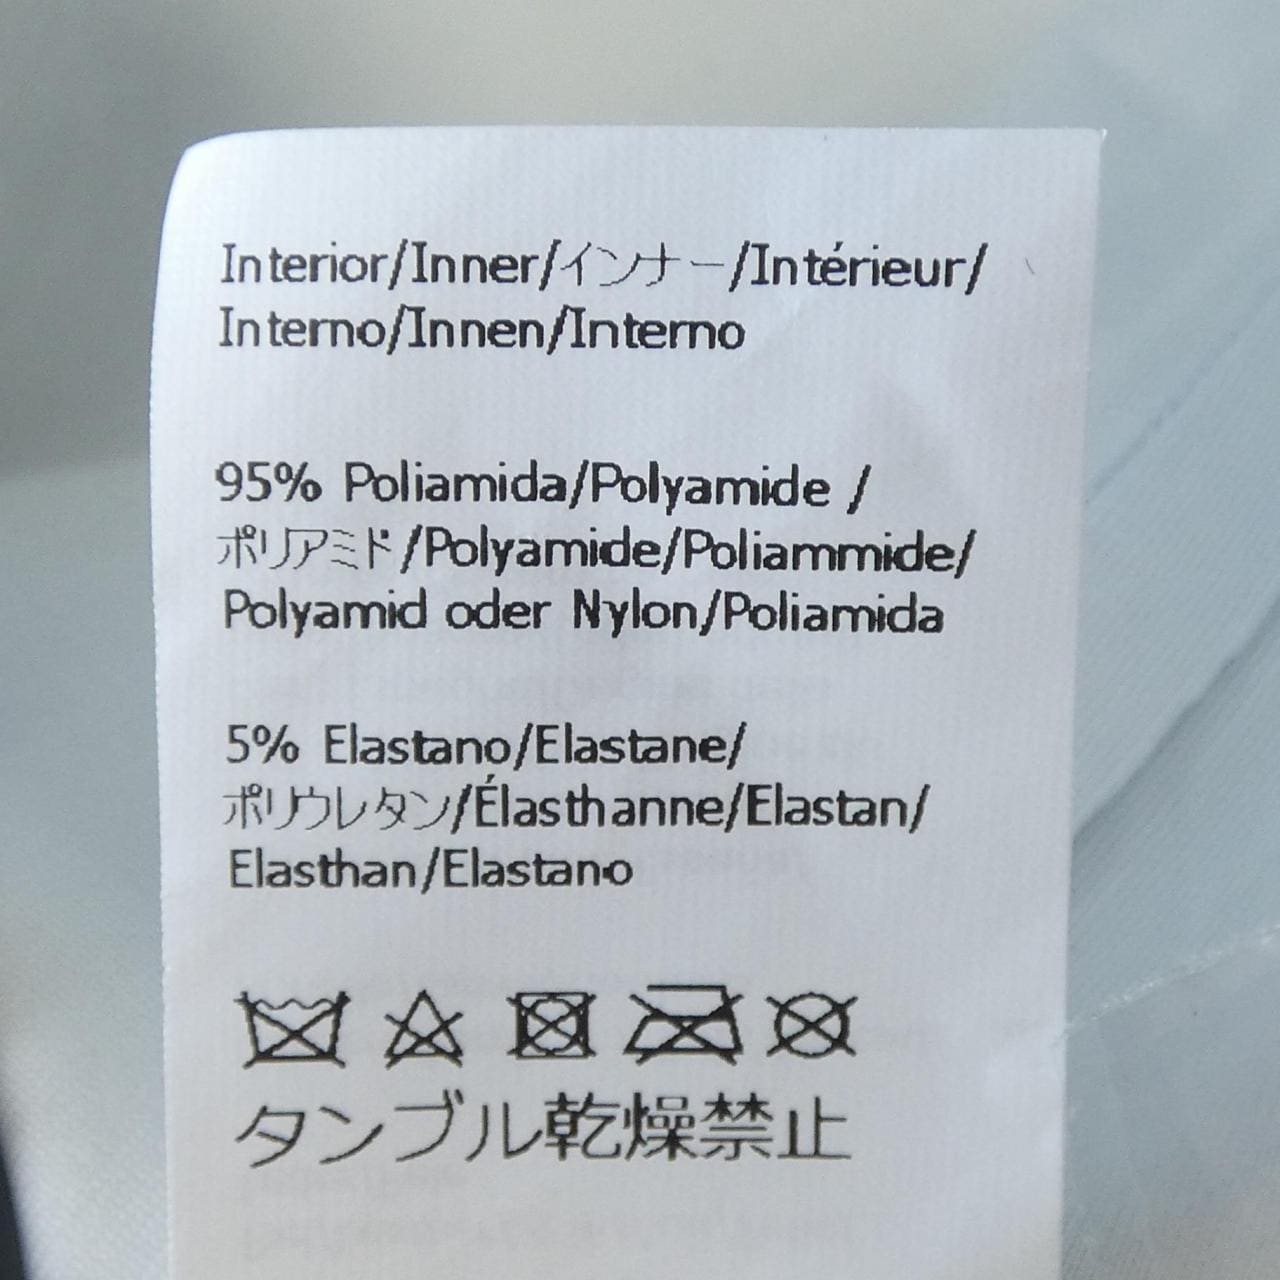 Interior/Inner/インナー/Intérieur/
Interno/Innen/Interno
95% Poliamida/Polyamide /
ポリアミド/Polyamide/Poliammide/
Polyamid oder Nylon/Poliamida
5% Elastano/Elastane/
ポリウレタン/Élasthanne/Elastan/
Elasthan/Elastano
タンブル乾燥禁止